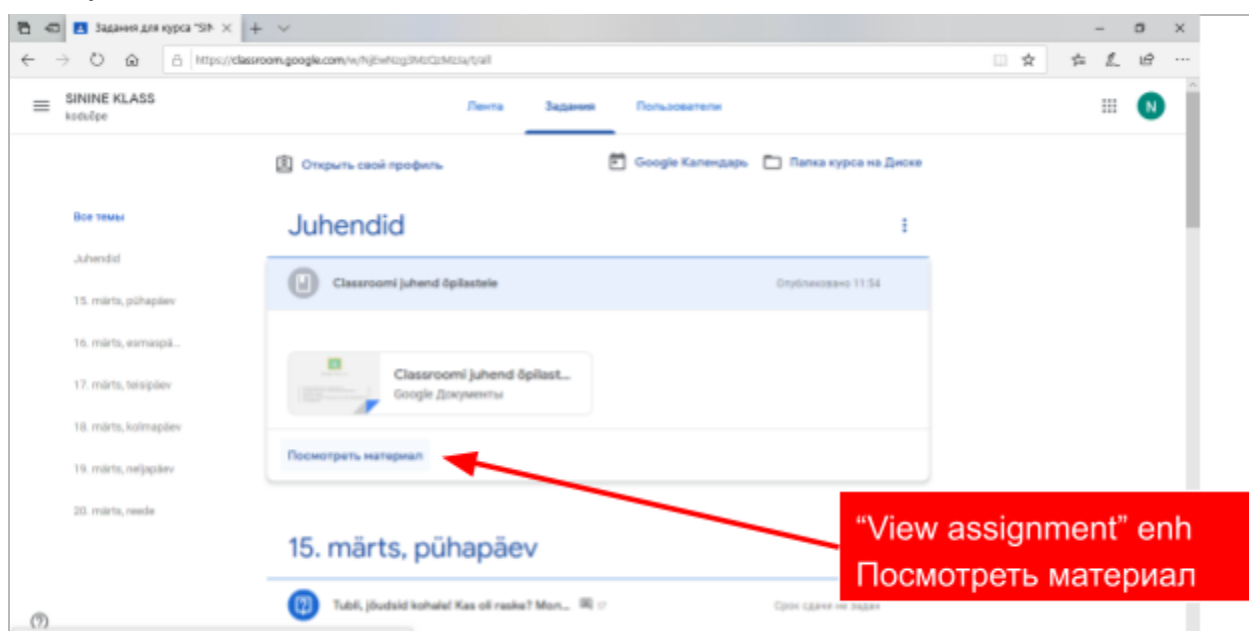 Задания для курса "SIN
https://classroom.google.com/w/
SININE KLASS
koduõpe
Лента
Задания
Пользователи
N
Открыть свой профиль
Google Календарь
Папка курса на Диске
Все темы
Juhendid
15. märts, pühapäev
16. märts, esmaspä...
17. märts, teisipäev
18. märts, kolmapäev
19. märts, neljapäev
20. märts, reede
Juhendid
Classroomi juhend õpilastele
Опубликовано 11:54
Classroomi juhend õpilast...
Google Документы
Посмотреть материал
15. märts, pühapäev
Tubli, jõudsid kohale! Kas oli raske? Mon...
Срок сдачи не задан
“View assignment” enh
Посмотреть материал